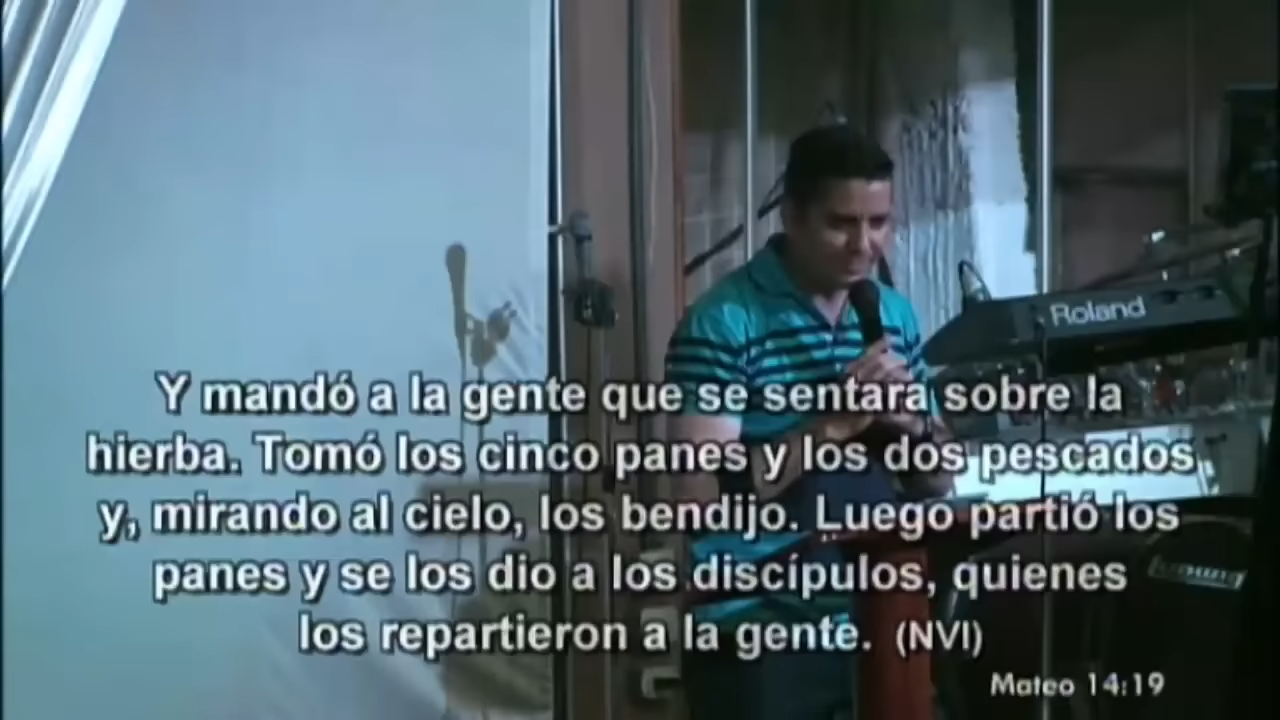 Roland
Y mandó a la gente que se sentara sobre la
hierba. Tomó los cinco panes y los dos pescados
y, mirando al cielo, los bendijo. Luego partió los
panes y se los dio a los discípulos, quienes
los repartieron a la gente. (NVI)
Mateo 14:19